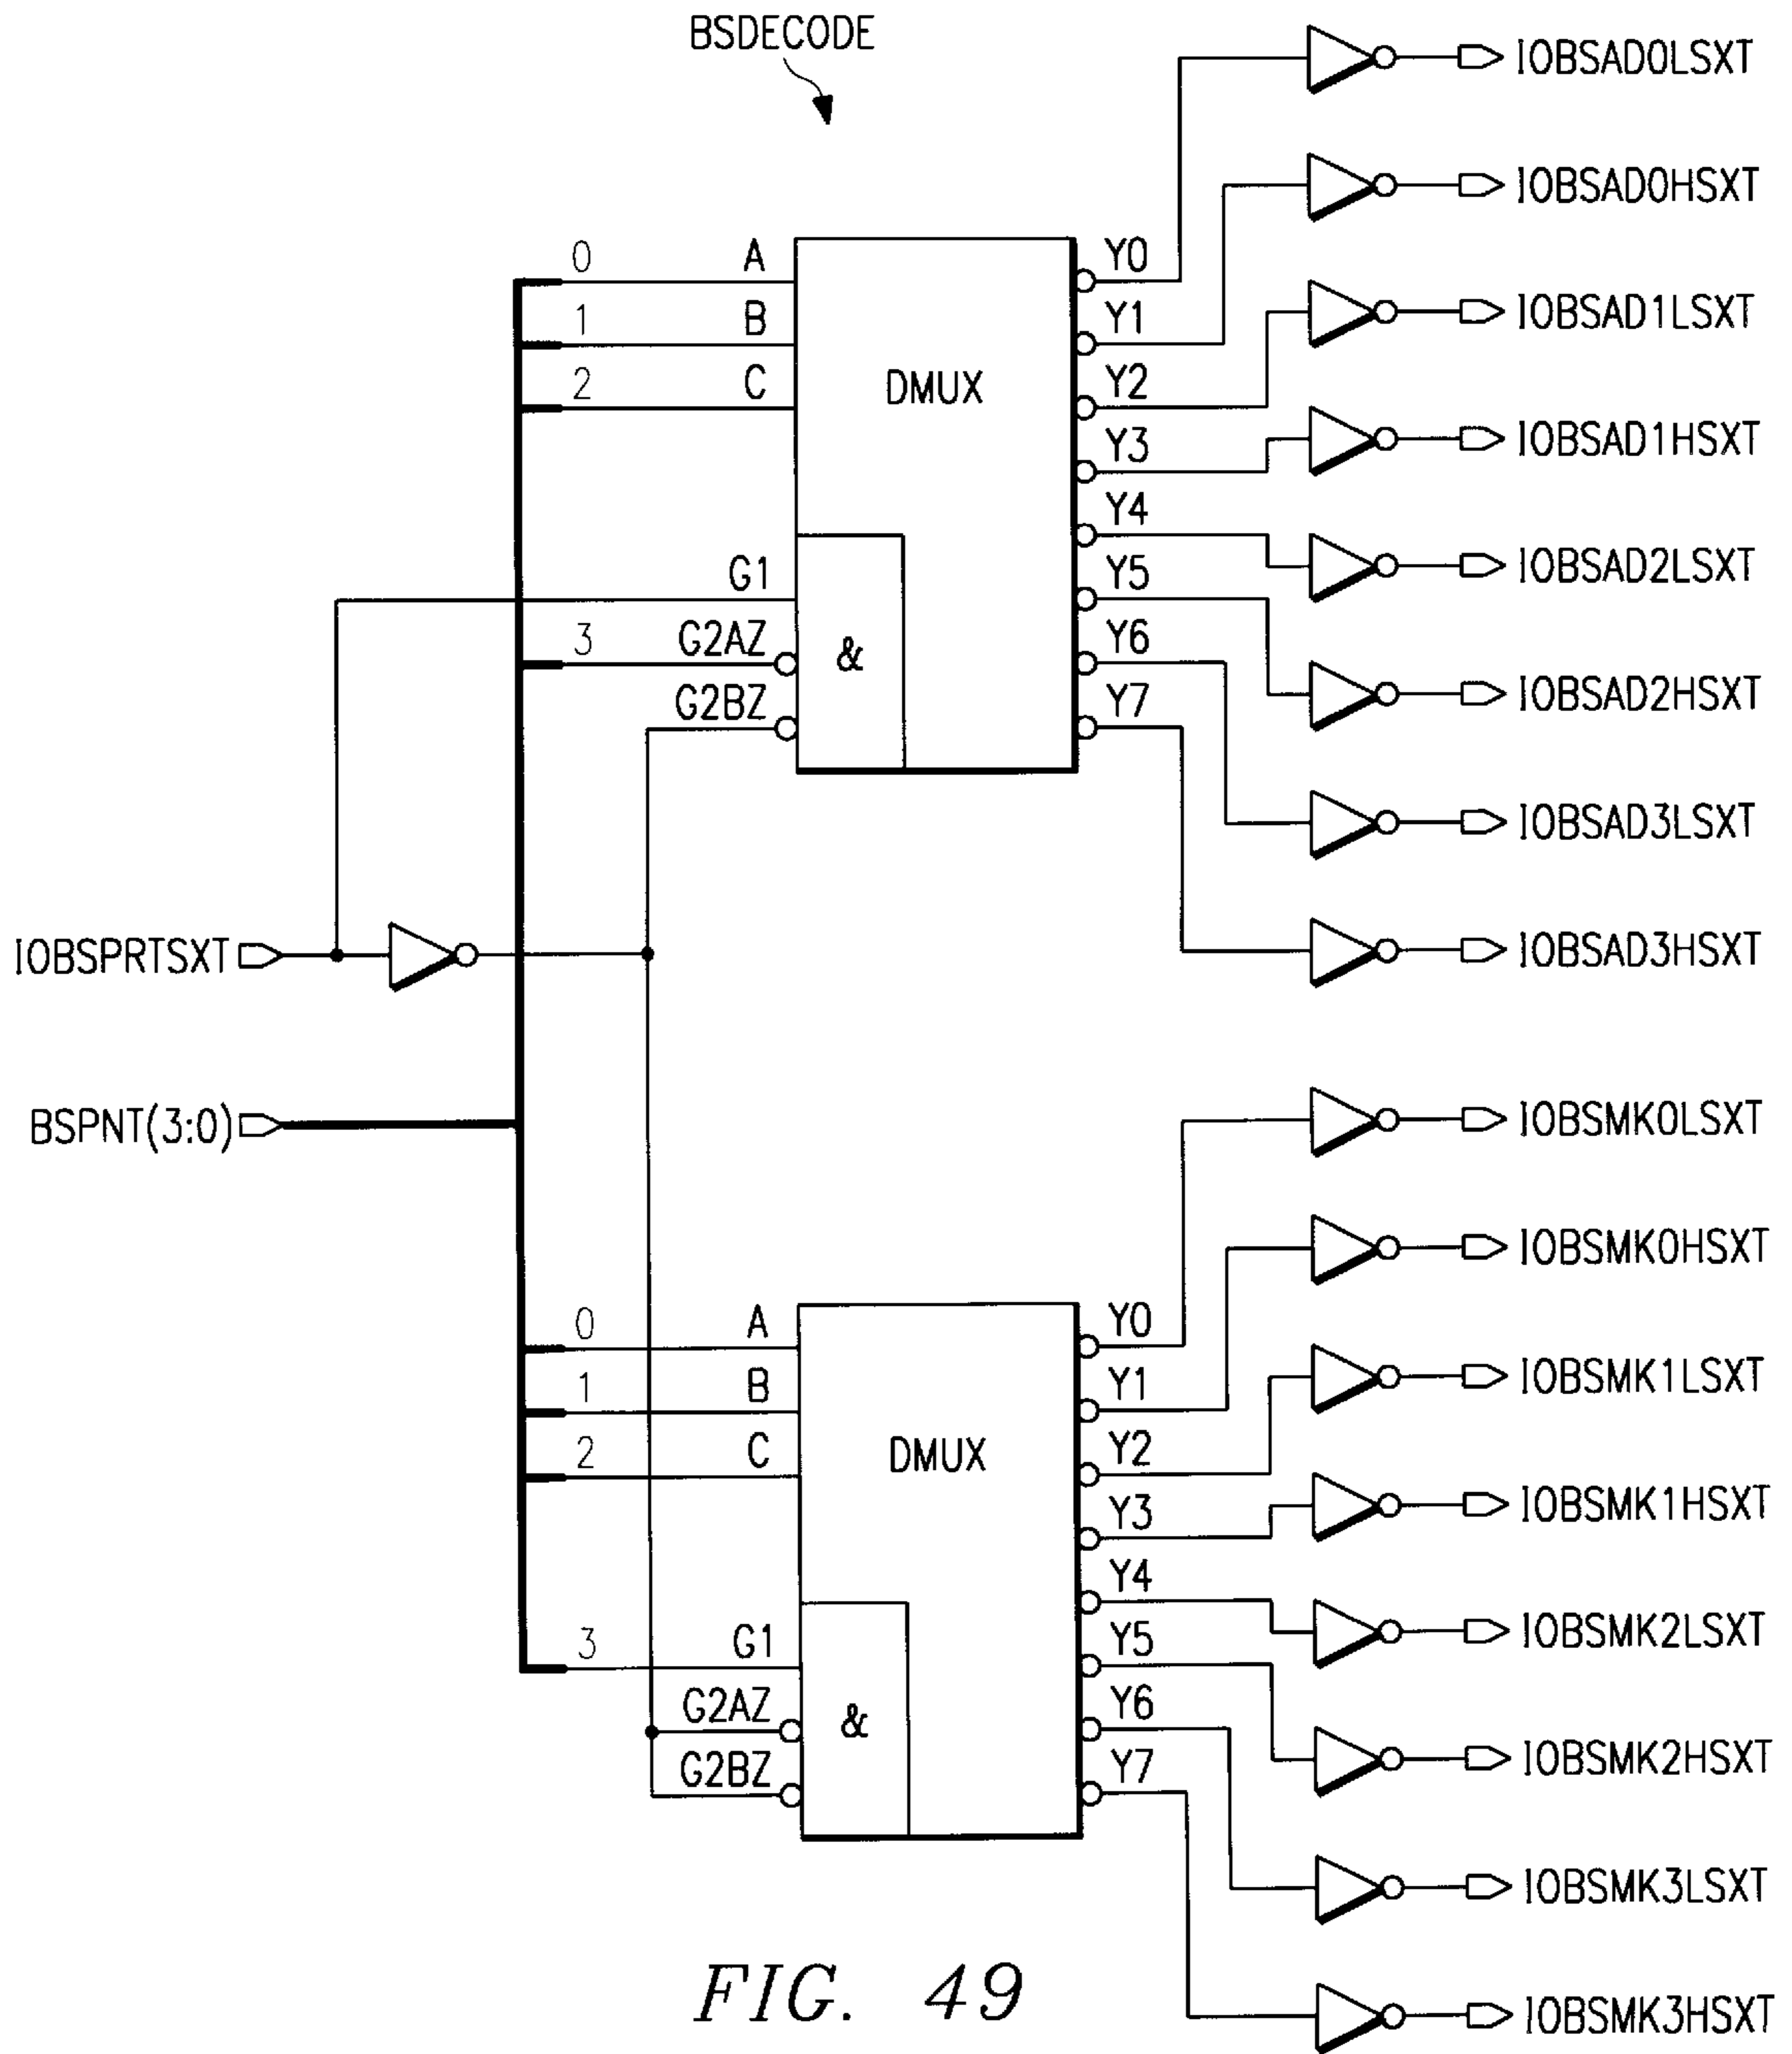 BSDECODE
IOBSAD0LSXT
IOBSAD0HSXT
IOBSAD1LSXT
IOBSAD1HSXT
IOBSAD2LSXT
IOBSAD2HSXT
IOBSAD3LSXT
IOBSAD3HSXT
0 A
1 B
2 C
DMUX
G1
3 G2AZ
G2BZ
&
Y0
Y1
Y2
Y3
Y4
Y5
Y6
Y7
IOBSPRTSXT
BSPNT(3:0)
IOBSMK0LSXT
IOBSMK0HSXT
IOBSMK1LSXT
IOBSMK1HSXT
IOBSMK2LSXT
IOBSMK2HSXT
IOBSMK3LSXT
IOBSMK3HSXT
0 A
1 B
2 C
DMUX
3 G1
G2AZ
G2BZ
&
Y0
Y1
Y2
Y3
Y4
Y5
Y6
Y7
FIG. 49